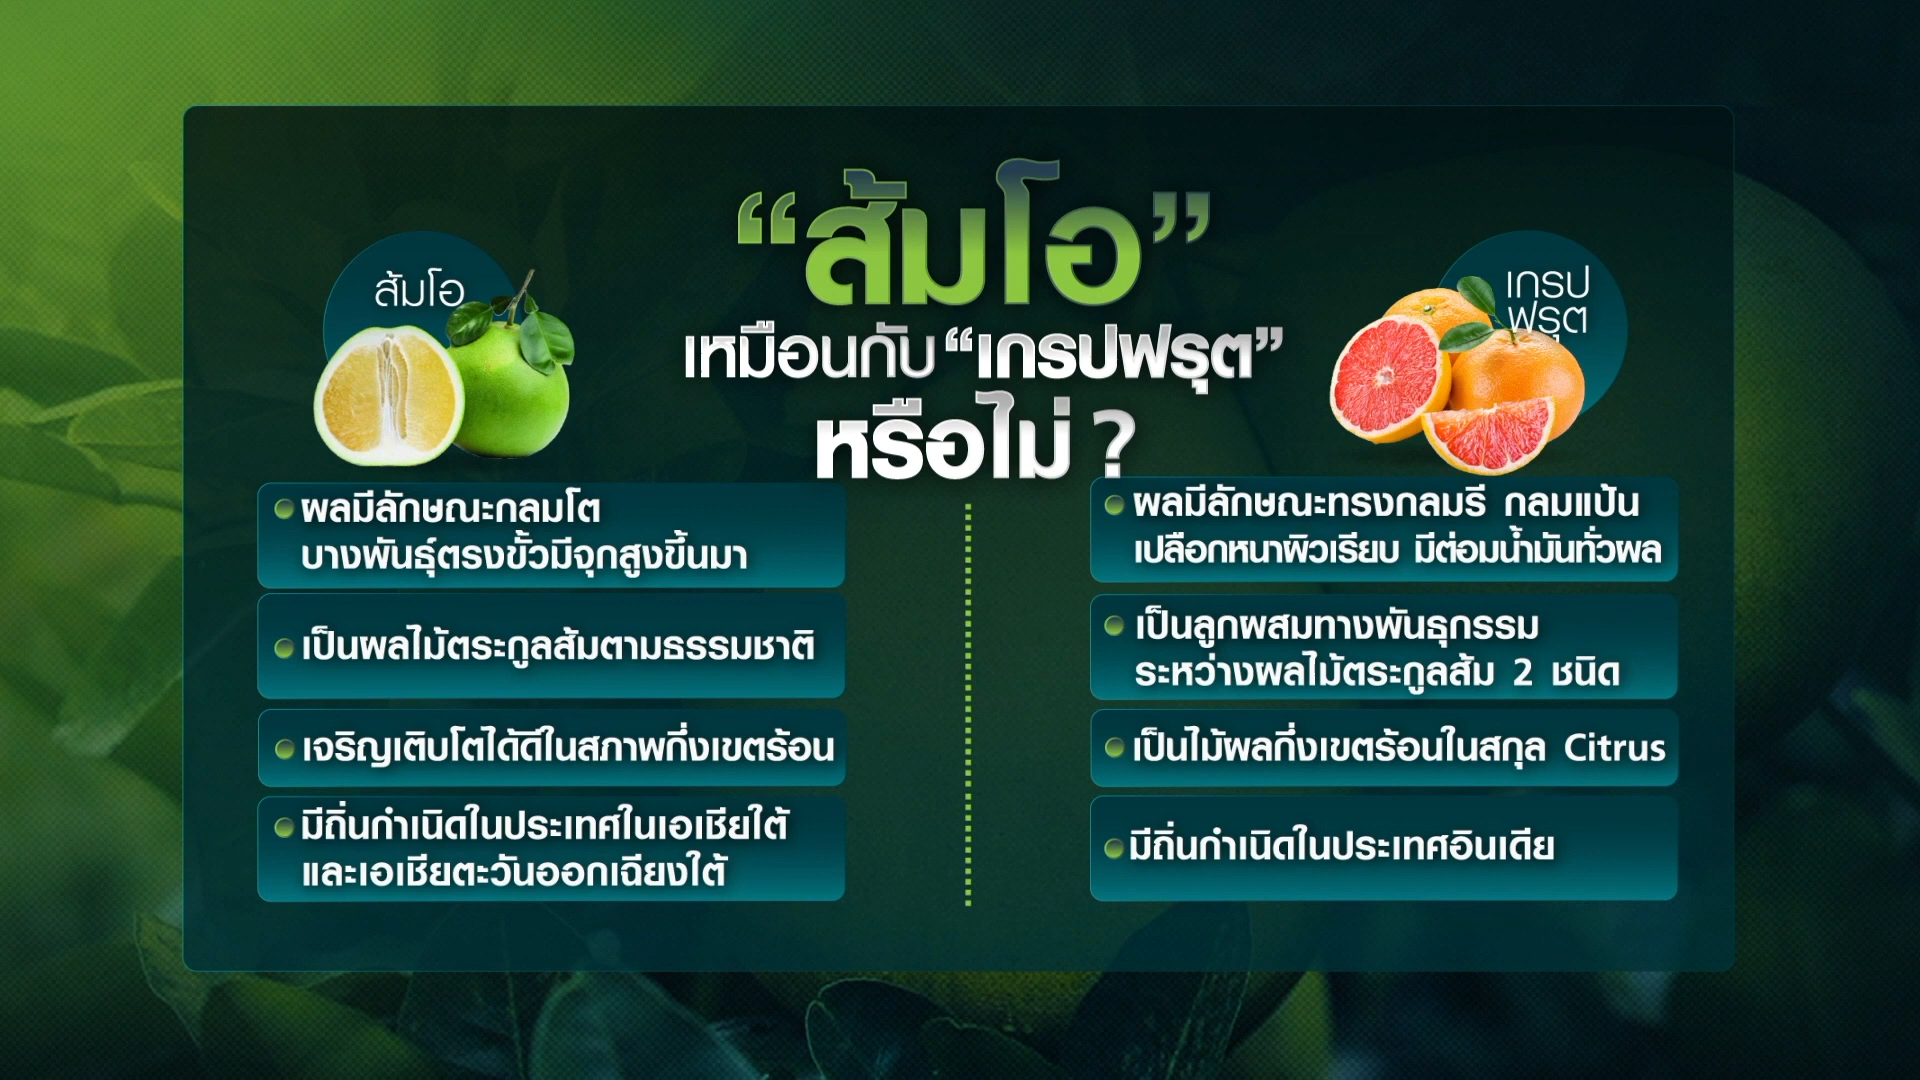 “ส้มโอ”
เหมือนกับ “เกรปฟรุต”
หรือไม่ ?
ส้มโอ
ผลมีลักษณะกลมโต
บางพันธุ์ตรงขั้วมีจุกสูงขึ้นมา
เป็นผลไม้ตระกูลส้มตามธรรมชาติ
เจริญเติบโตได้ดีในสภาพกึ่งเขตร้อน
มีถิ่นกำเนิดในประเทศในเอเชียใต้
และเอเชียตะวันออกเฉียงใต้
เกรป
ฟรุต
ผลมีลักษณะทรงกลมรี กลมแป้น
เปลือกหนาผิวเรียบ มีต่อมน้ำมันทั่วผล
เป็นลูกผสมทางพันธุกรรม
ระหว่างผลไม้ตระกูลส้ม 2 ชนิด
เป็นไม้ผลกึ่งเขตร้อนในสกุล Citrus
มีถิ่นกำเนิดในประเทศอินเดีย